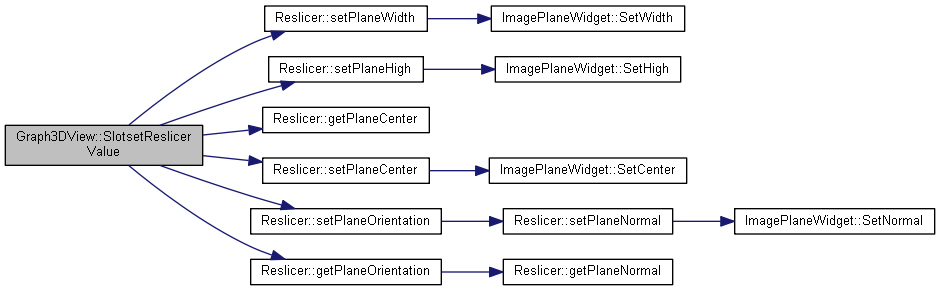 Reslicer::setPlaneWidth
ImagePlaneWidget::SetWidth
Reslicer::setPlaneHigh
ImagePlaneWidget::SetHigh
Reslicer::getPlaneCenter
Graph3DView::SlotsetReslicer
Value
Reslicer::setPlaneCenter
ImagePlaneWidget::SetCenter
Reslicer::setPlaneOrientation
Reslicer::setPlaneNormal
ImagePlaneWidget::SetNormal
Reslicer::getPlaneOrientation
Reslicer::getPlaneNormal